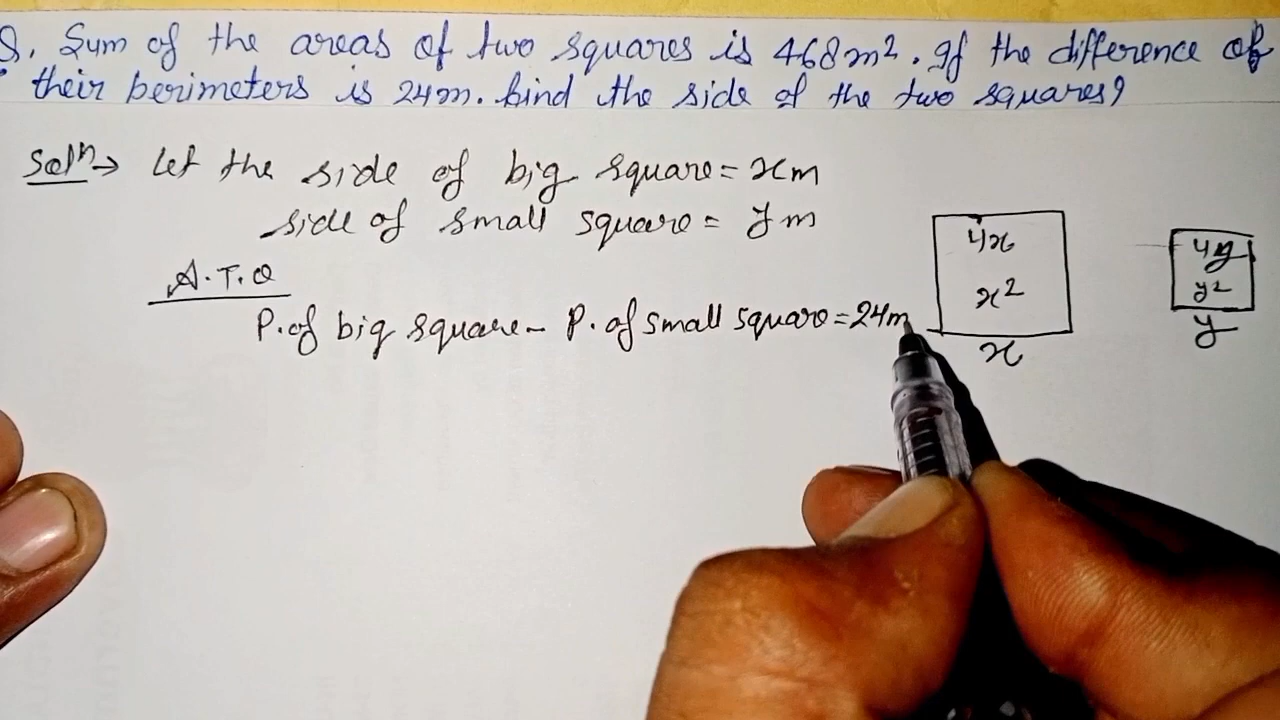 Q. Sum of the areas of two squares is 468m². If the difference of
their perimeters is 24m. find the side of the two squares?
Solⁿ→ Let the side of big square = xm
side of small square = ym
A.T.Q
P. of big square - P. of small square = 24m
4x
x²
x
4y
y²
y